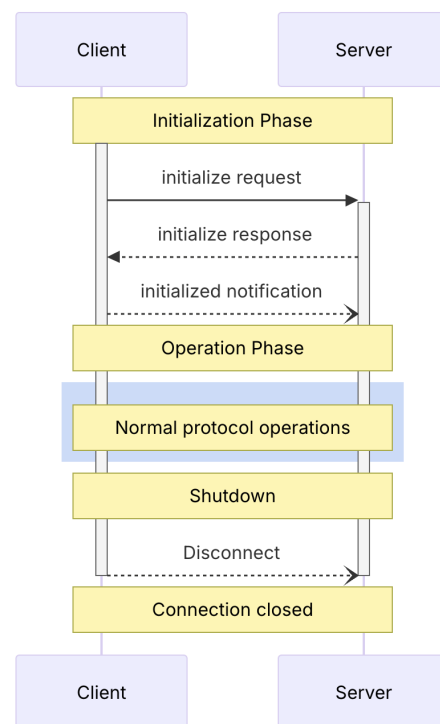 Client
Server
Initialization Phase
initialize request
initialize response
initialized notification
Operation Phase
Normal protocol operations
Shutdown
Disconnect
Connection closed
Client
Server